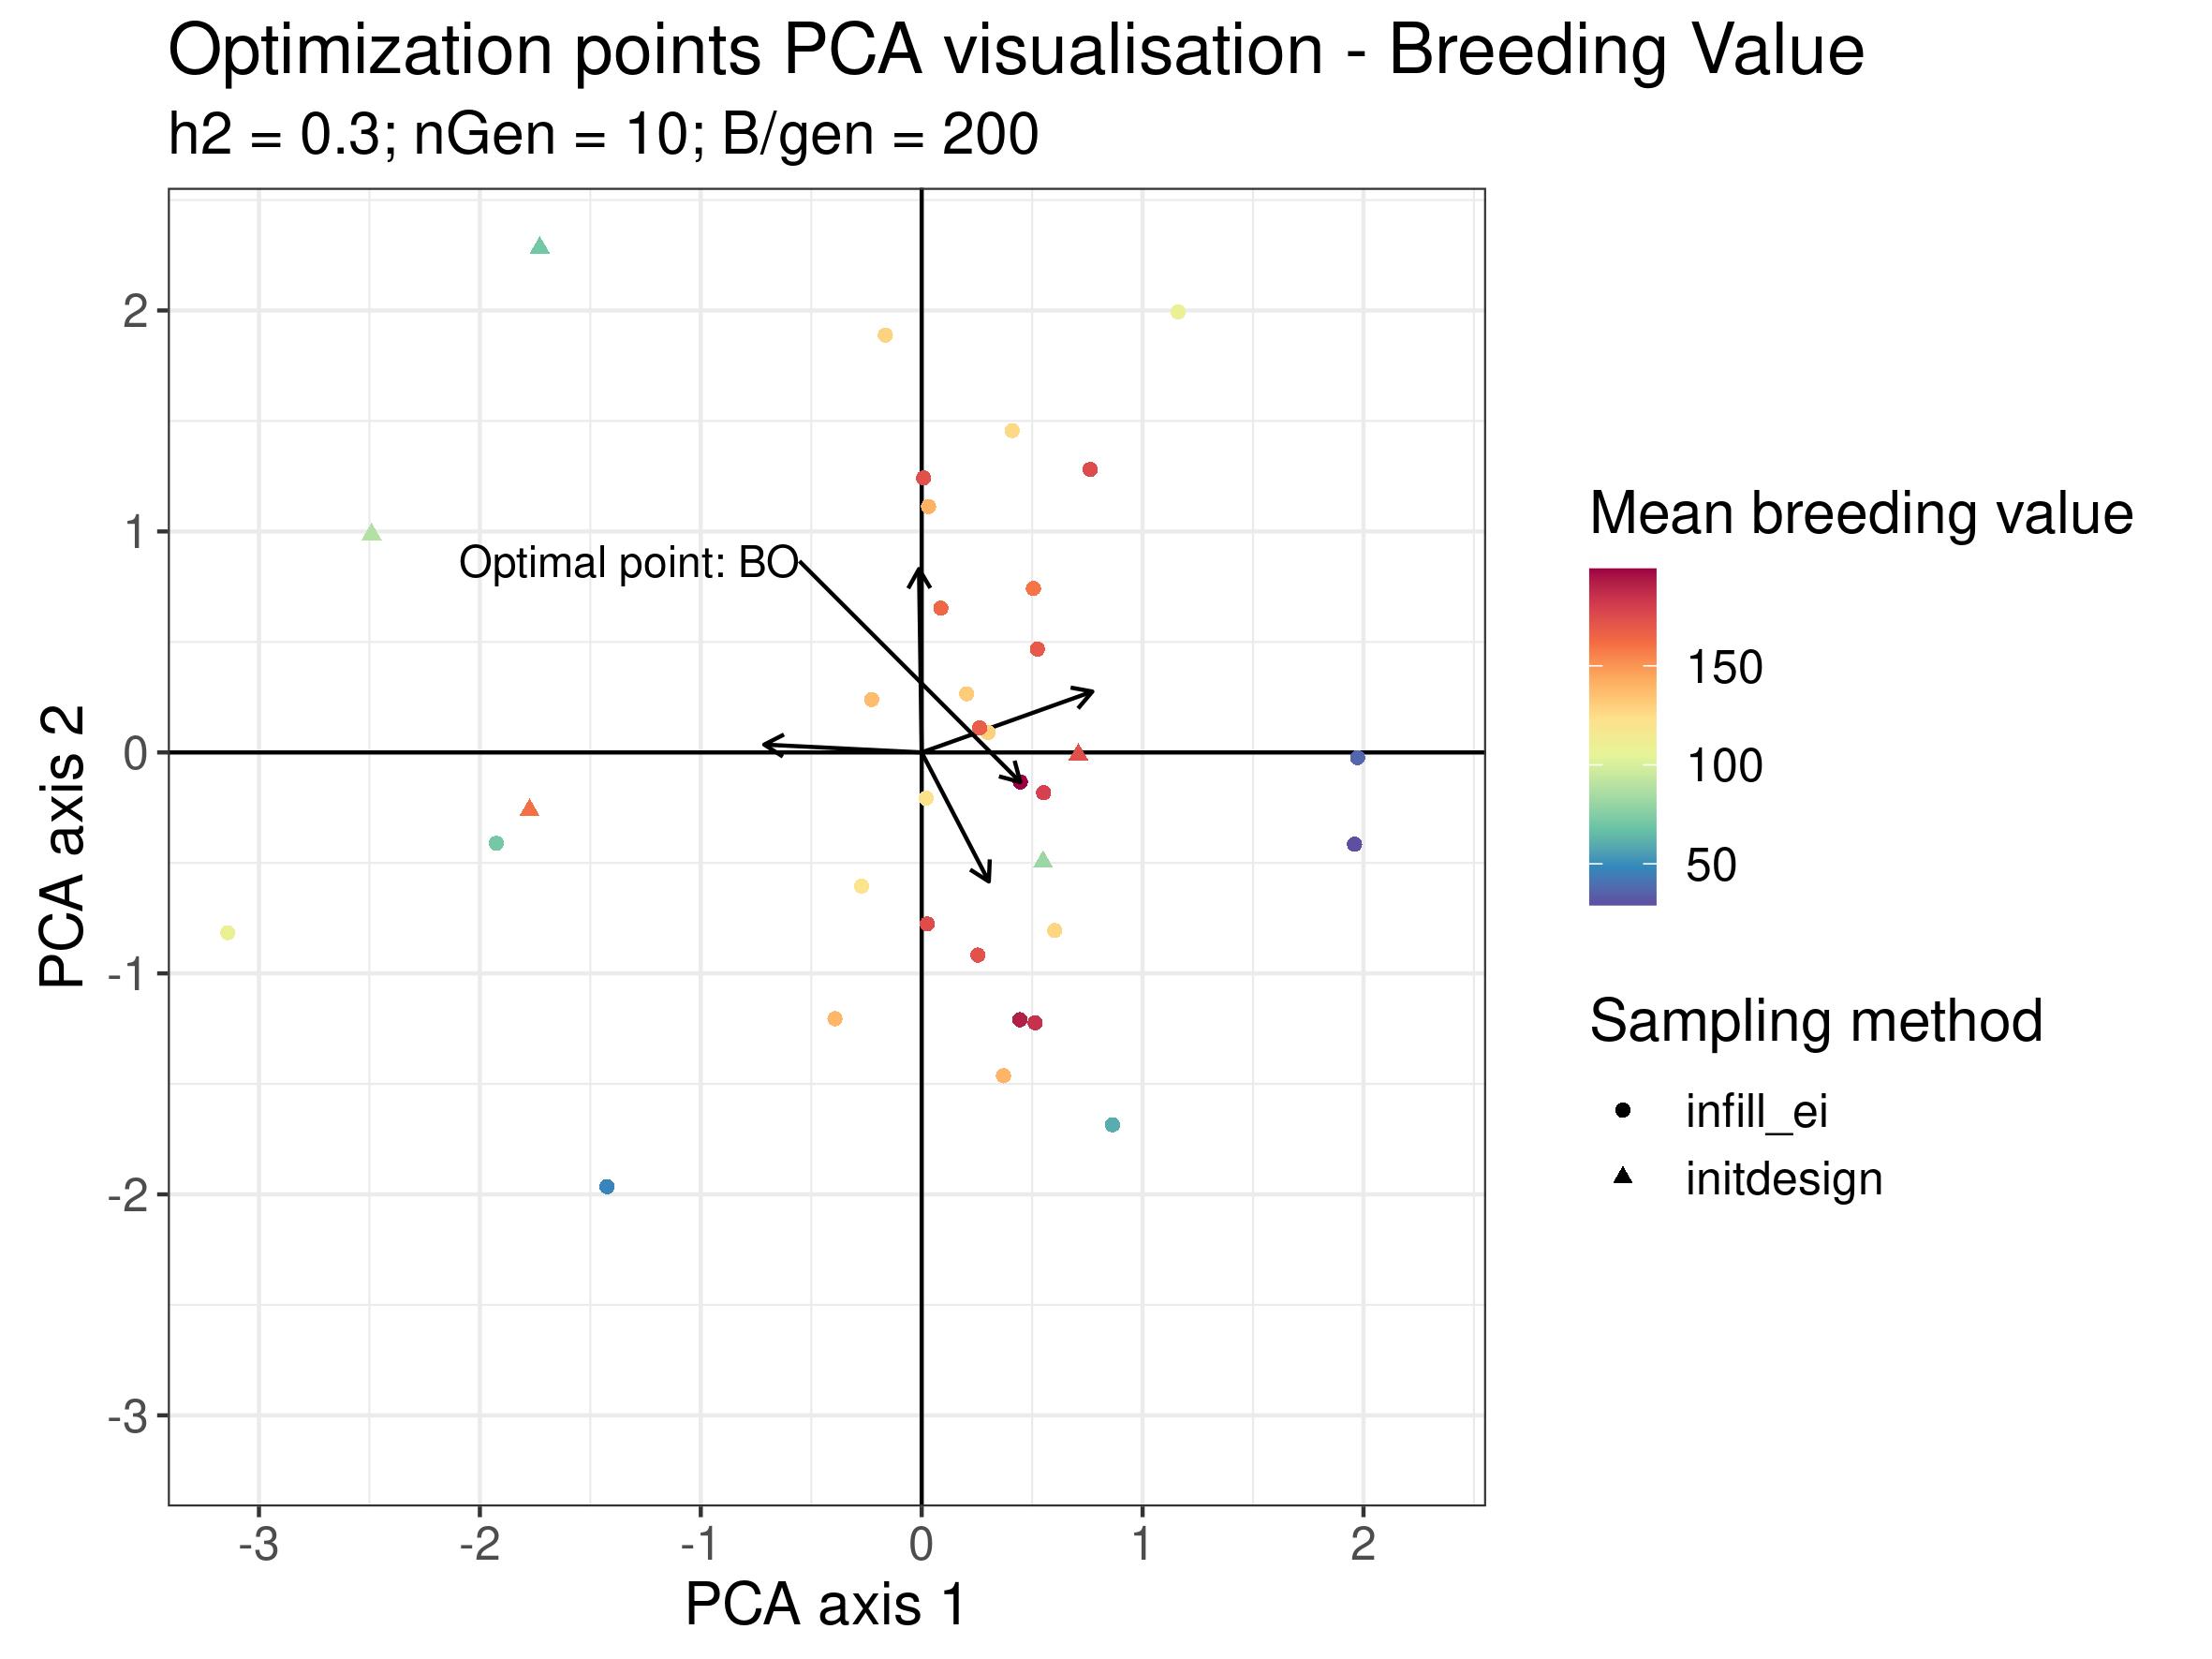 Optimization points PCA visualisation - Breeding Value
h2 = 0.3; nGen = 10; B/gen = 200
PCA axis 2
2
1
0
-1
-2
-3
Optimal point: BO
-3
-2
-1
0
1
2
PCA axis 1
Mean breeding value
150
100
50
Sampling method
infill_ei
initdesign